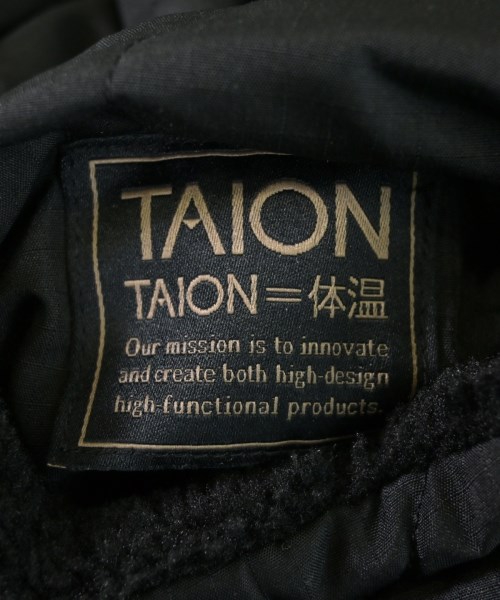 TAION
TAION=体温
Our mission is to innovate
and create both high-design
high-functional products.